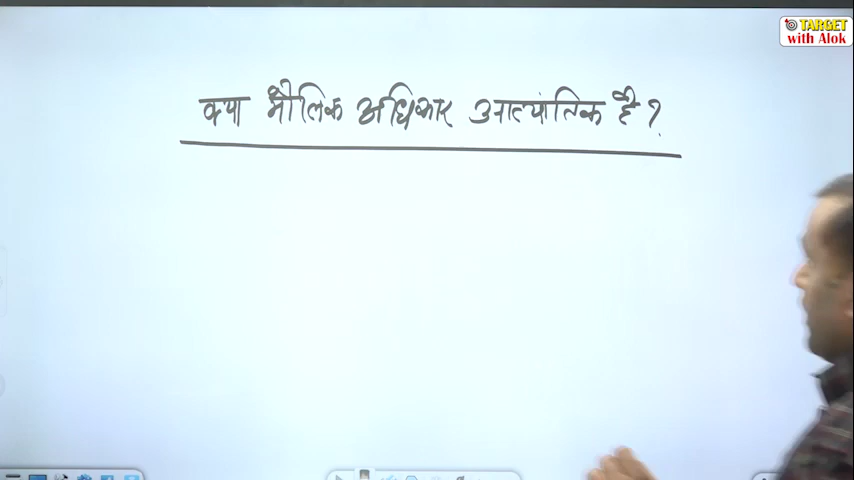 TARGET
with Alok
क्या मौलिक अधिकार आत्यांतिक है ?